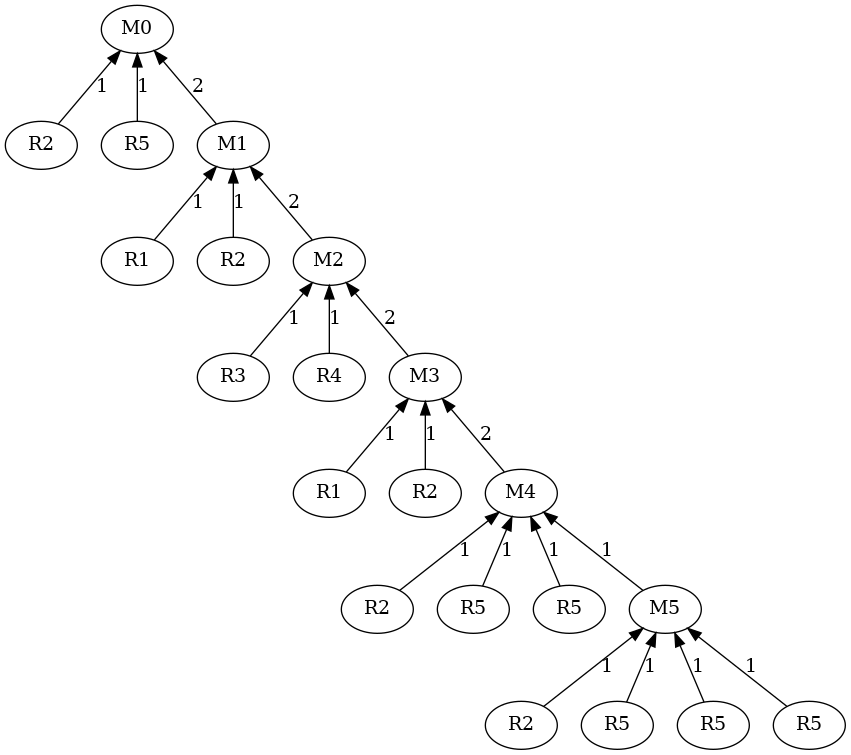 M0
1 1 2
R2 R5 M1
1 1 2
R1 R2 M2
1 1 2
R3 R4 M3
1 1 2
R1 R2 M4
1 1 1 1
R2 R5 R5 M5
1 1 1 1
R2 R5 R5 R5